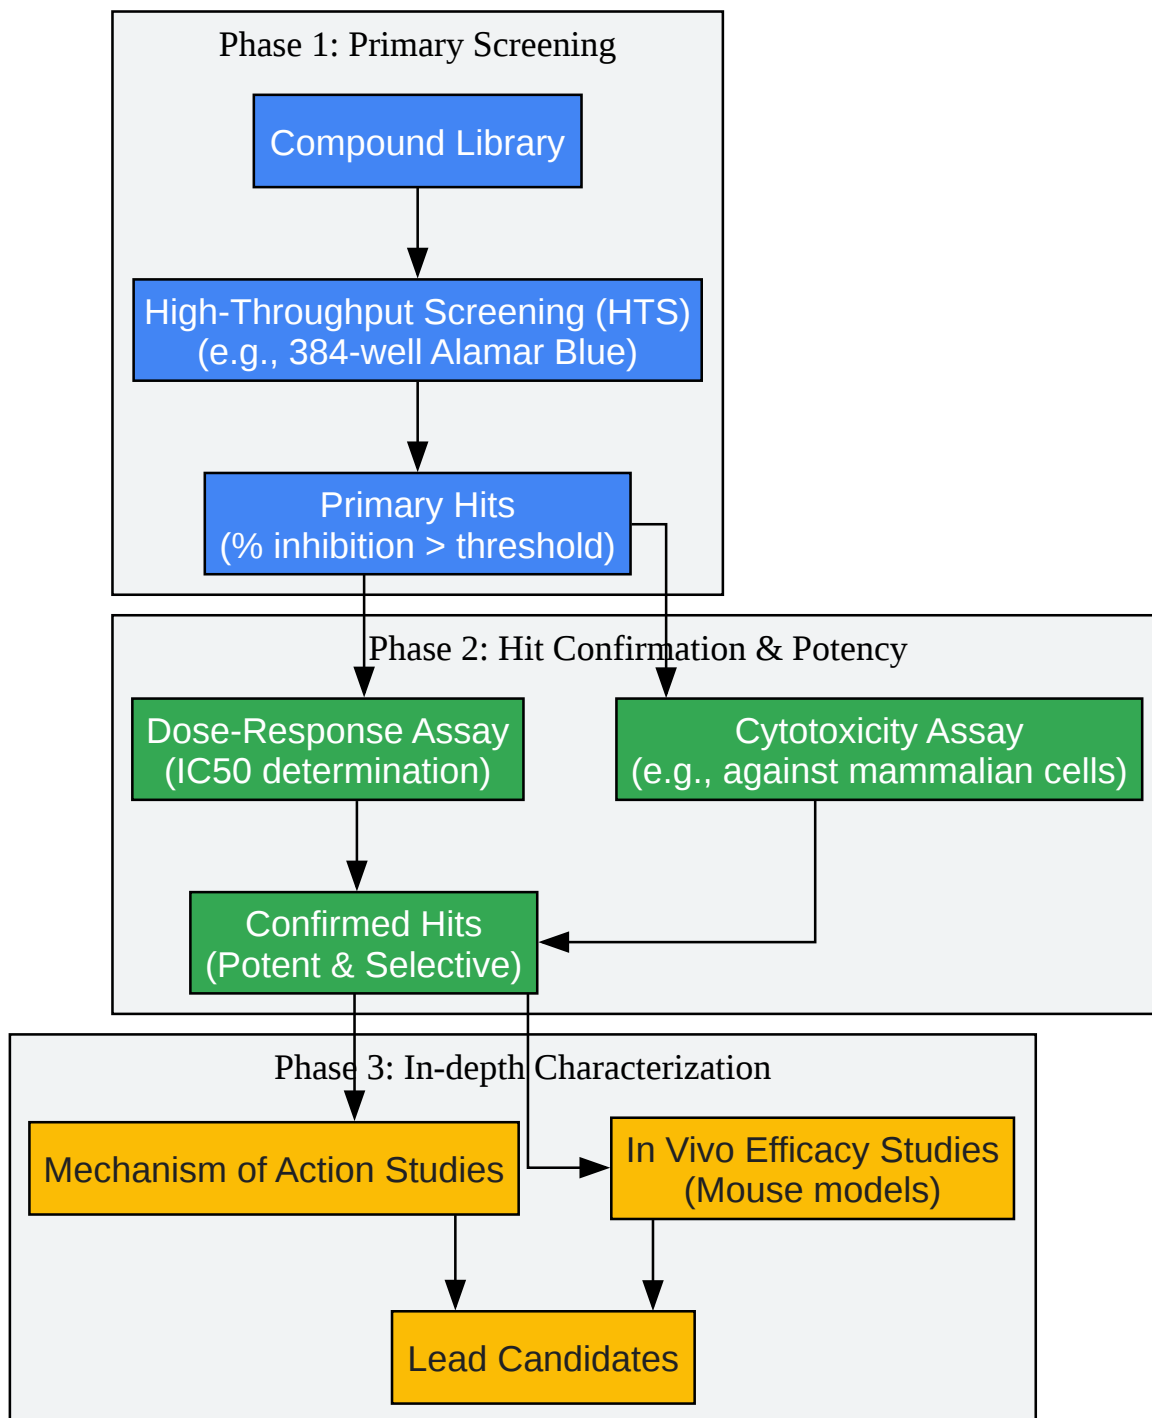 Phase 1: Primary Screening
Compound Library
High-Throughput Screening (HTS)
(e.g., 384-well Alamar Blue)
Primary Hits
(% inhibition > threshold)
Phase 2: Hit Confirmation & Potency
Dose-Response Assay
(IC50 determination)
Cytotoxicity Assay
(e.g., against mammalian cells)
Confirmed Hits
(Potent & Selective)
Phase 3: In-depth Characterization
Mechanism of Action Studies
In Vivo Efficacy Studies
(Mouse models)
Lead Candidates